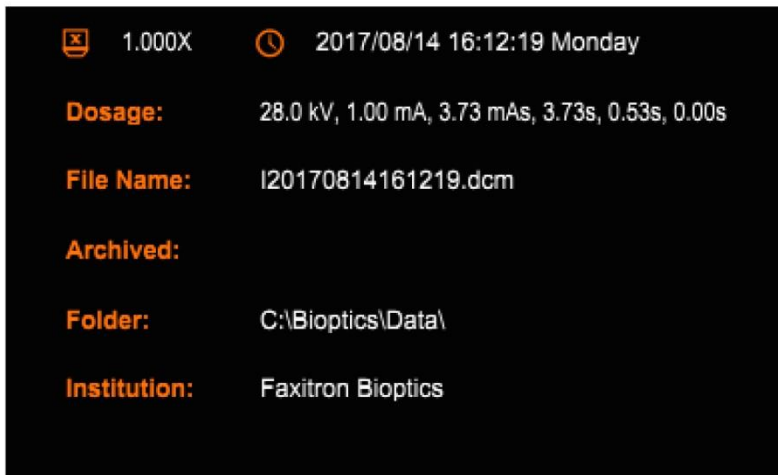 1.000X 2017/08/14 16:12:19 Monday
Dosage: 28.0 kV, 1.00 mA, 3.73 mAs, 3.73s, 0.53s, 0.00s
File Name: I20170814161219.dcm
Archived:
Folder: C:\Bioptics\Data\
Institution: Faxitron Bioptics